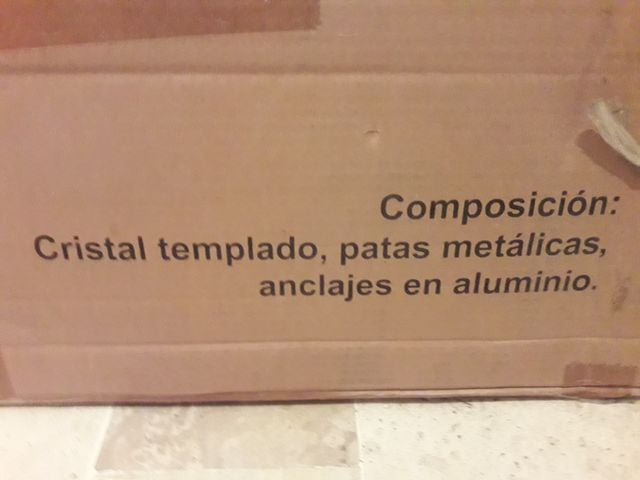 Composición:
Cristal templado, patas metálicas,
anclajes en aluminio.